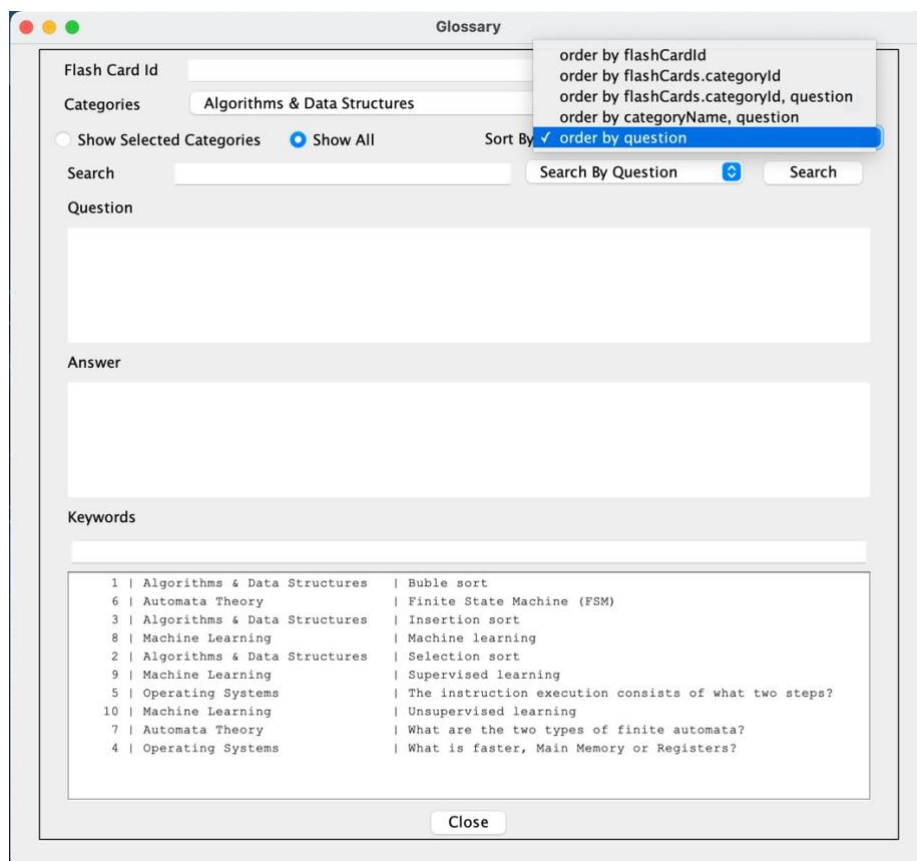 Glossary
order by flashCardId
Flash Card Id
order by flashCards.categoryId
order by flashCards.categoryId, question
Categories Algorithms & Data Structures
order by categoryName, question
Show Selected Categories Show All Sort By ✓ order by question
Search Search By Question Search
Question
Answer
Keywords
1 | Algorithms & Data Structures | Buble sort
6 | Automata Theory | Finite State Machine (FSM)
3 | Algorithms & Data Structures | Insertion sort
8 | Machine Learning | Machine learning
2 | Algorithms & Data Structures | Selection sort
9 | Machine Learning | Supervised learning
5 | Operating Systems | The instruction execution consists of what two steps?
10 | Machine Learning | Unsupervised learning
7 | Automata Theory | What are the two types of finite automata?
4 | Operating Systems | What is faster, Main Memory or Registers?
Close